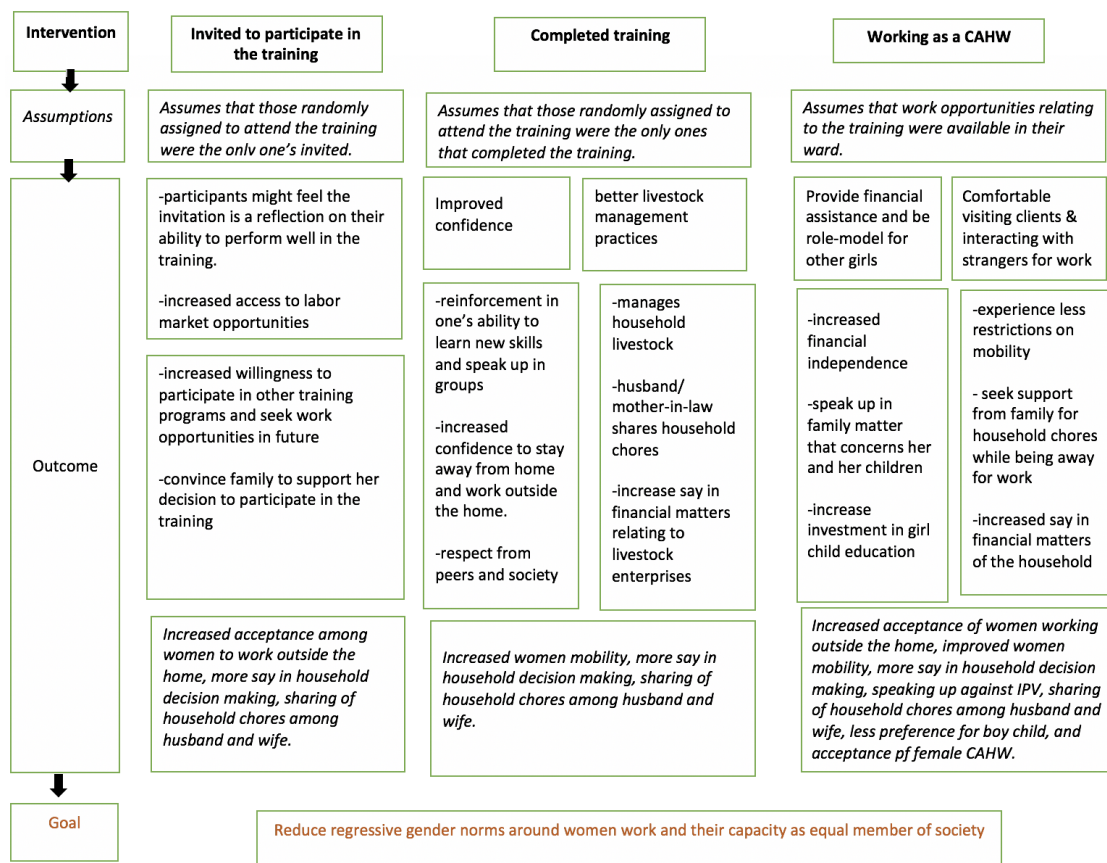 Intervention
Invited to participate in
the training
Completed training
Working as a CAHW
Assumptions
Assumes that those randomly
assigned to attend the training
were the only one's invited.
Assumes that those randomly assigned to
attend the training were the only ones
that completed the training.
Assumes that work opportunities relating
to the training were available in their
ward.
Outcome
-participants might feel the
invitation is a reflection on their
ability to perform well in the
training.
-increased access to labor
market opportunities
Improved
confidence
better livestock
management
practices
Provide financial
assistance and be
role-model for
other girls
Comfortable
visiting clients &
interacting with
strangers for work
-increased willingness to
participate in other training
programs and seek work
opportunities in future
-convince family to support her
decision to participate in the
training
-reinforcement in
one's ability to
learn new skills
and speak up in
groups
-increased
confidence to stay
away from home
and work outside
the home.
-respect from
peers and society
-manages
household
livestock
-husband/
mother-in-law
shares household
chores
-increase say in
financial matters
relating to
livestock
enterprises
-increased
financial
independence
-speak up in
family matter
that concerns her
and her children
-increase
investment in girl
child education
-experience less
restrictions on
mobility
- seek support
from family for
household chores
while being away
for work
-increased say in
financial matters
of the household
Increased acceptance among
women to work outside the
home, more say in household
decision making, sharing of
household chores among
husband and wife.
Increased women mobility, more say in
household decision making, sharing of
household chores among husband and
wife.
Increased acceptance of women working
outside the home, improved women
mobility, more say in household decision
making, speaking up against IPV, sharing
of household chores among husband and
wife, less preference for boy child, and
acceptance pf female CAHW.
Goal
Reduce regressive gender norms around women work and their capacity as equal member of society